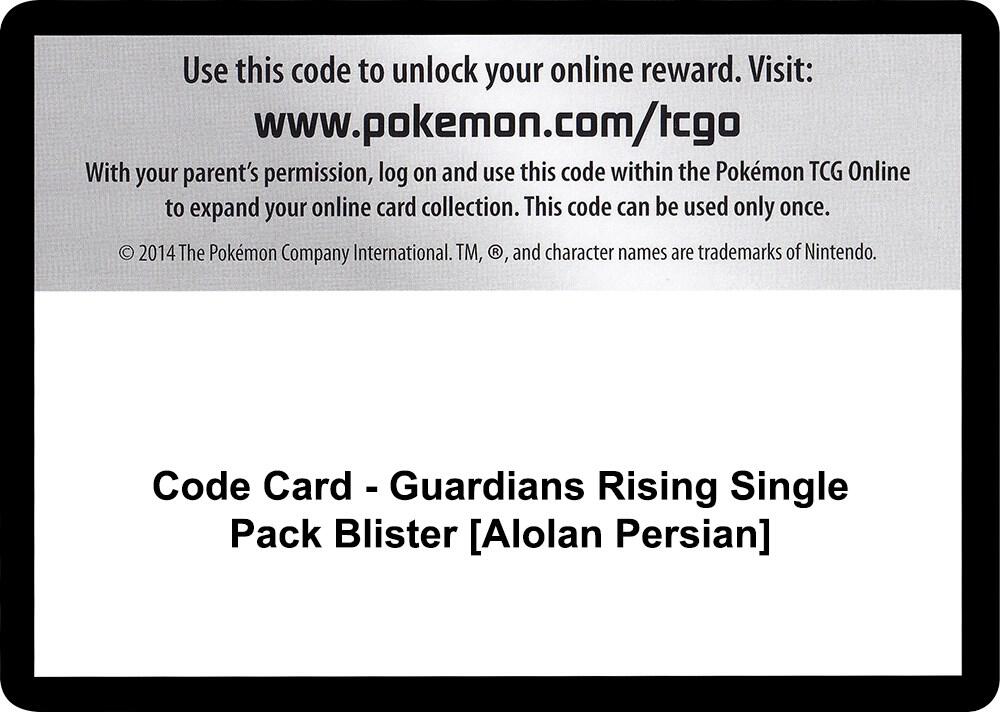 Use this code to unlock your online reward. Visit:
www.pokemon.com/tcgo
With your parent's permission, log on and use this code within the Pokémon TCG Online
to expand your online card collection. This code can be used only once.
© 2014 The Pokémon Company International. TM, ®, and character names are trademarks of Nintendo.
Code Card - Guardians Rising Single
Pack Blister [Alolan Persian]